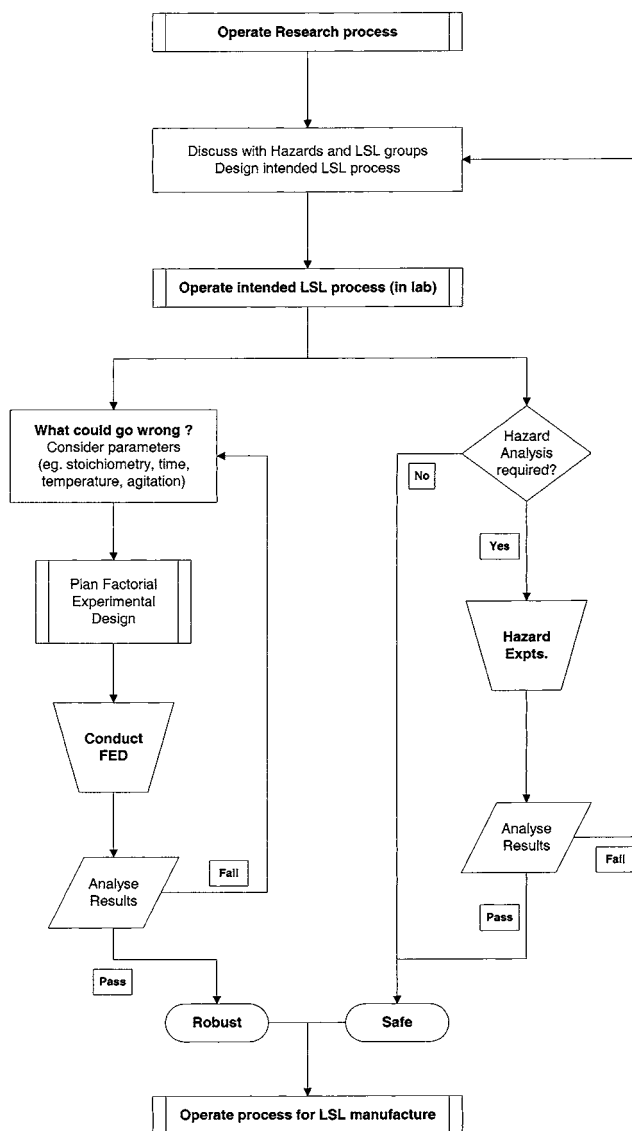 Operate Research process
Discuss with Hazards and LSL groups
Design intended LSL process
Operate intended LSL process (in lab)
What could go wrong ?
Consider parameters
(eg. stoichiometry, time,
temperature, agitation)
Hazard
Analysis
required?
No
Yes
Plan Factorial
Experimental
Design
Hazard
Expts.
Conduct
FED
Analyse
Results
Fail
Analyse
Results
Fail
Pass
Pass
Robust
Safe
Operate process for LSL manufacture